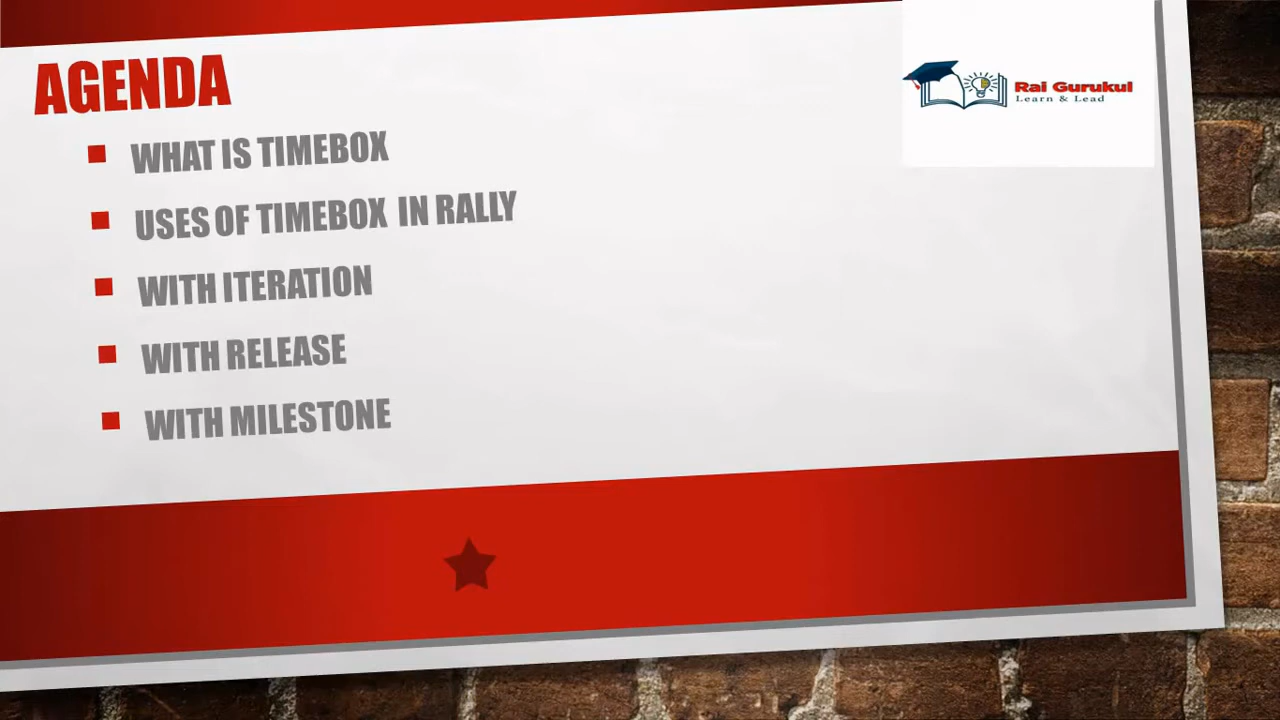 AGENDA
WHAT IS TIMEBOX
USES OF TIMEBOX IN RALLY
WITH ITERATION
WITH RELEASE
WITH MILESTONE
Rai Gurukul
Learn & Lead